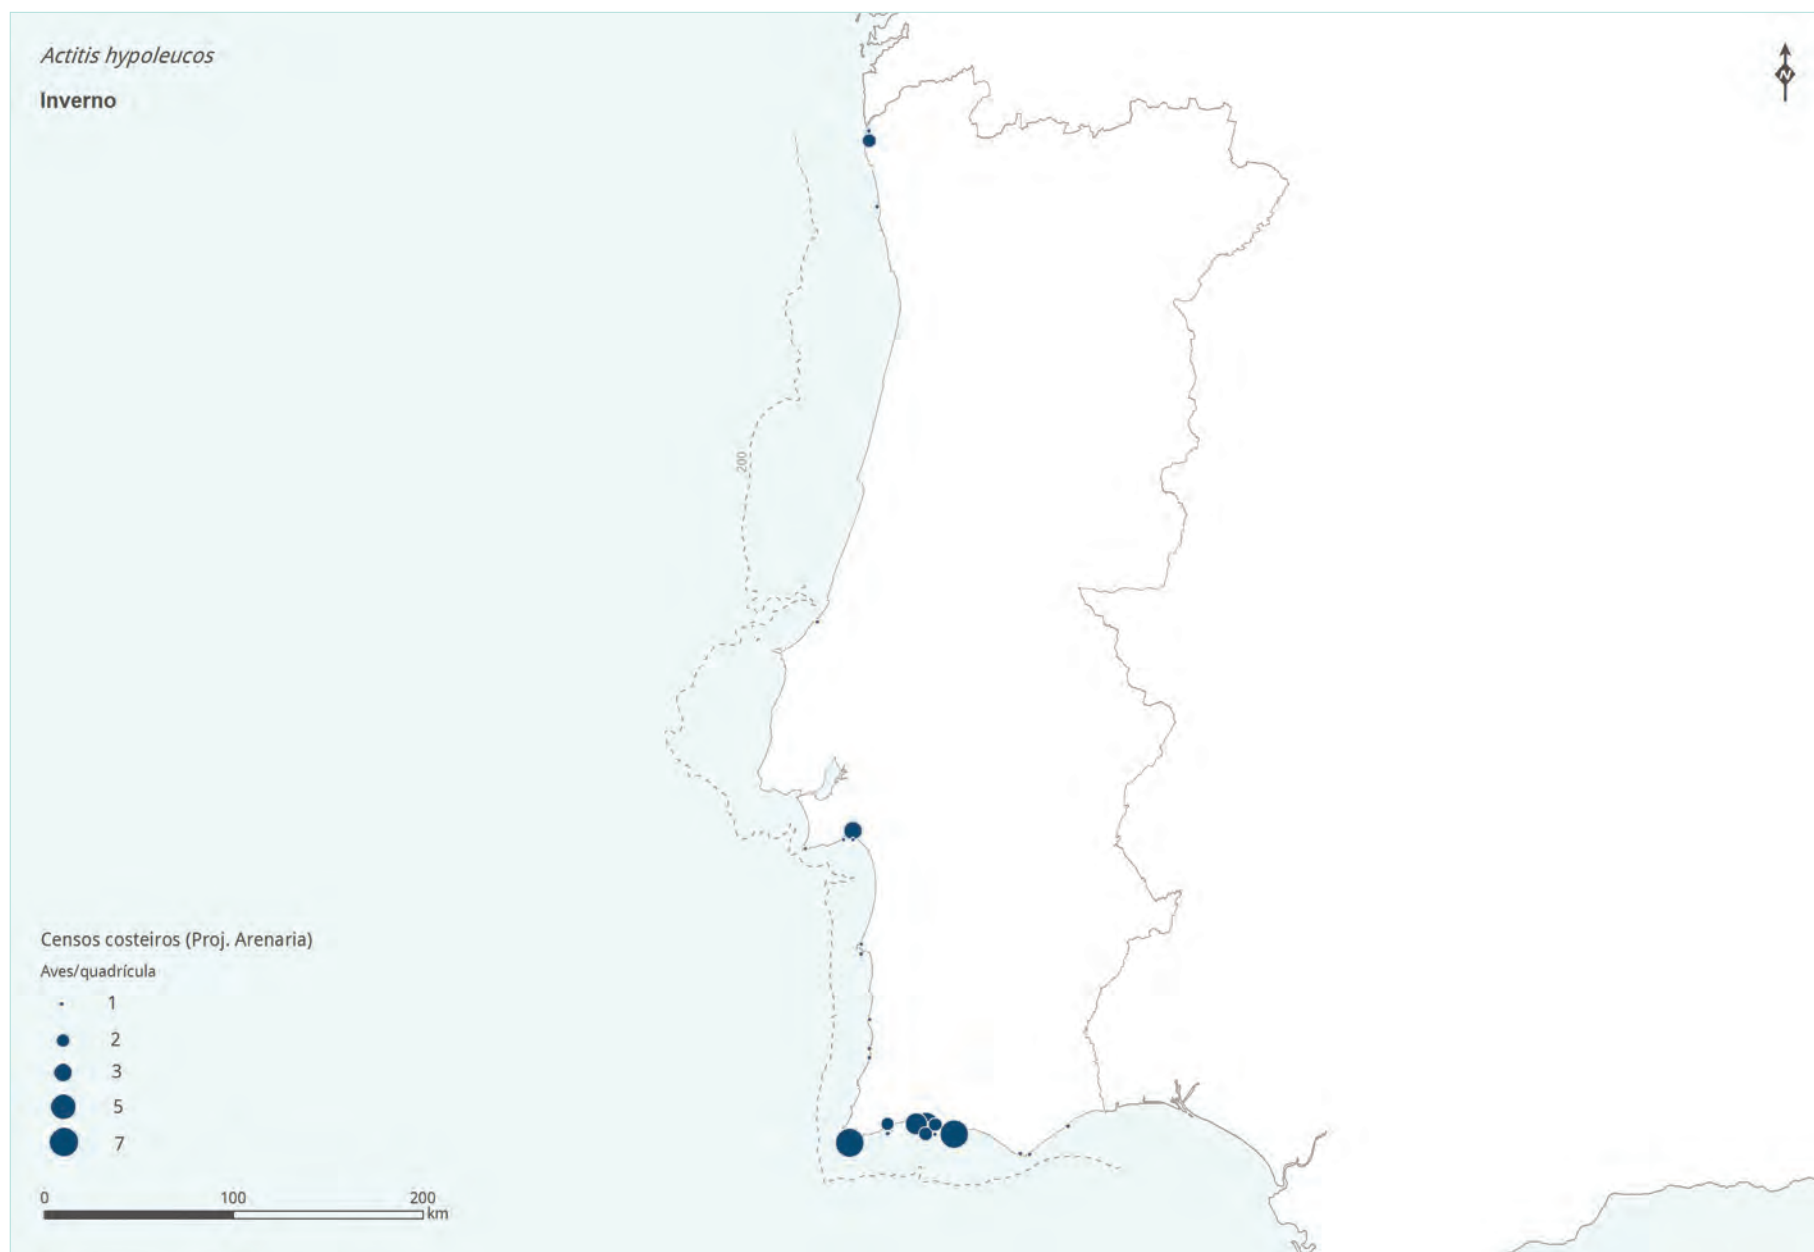 Actitis hypoleucos
Inverno
N
200
Censos costeiros (Proj. Arenaria)
Aves/quadrícula
1
2
3
5
7
0 100 200
km